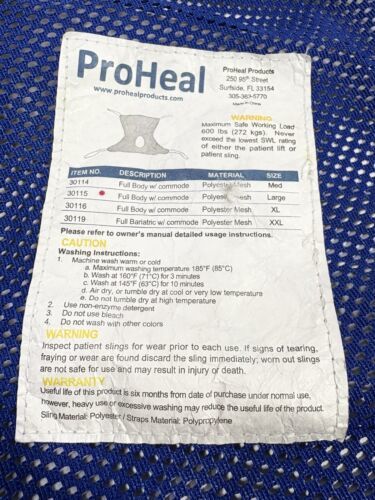 ProHeal
www.prohealproducts.com
ProHeal Products
250 95th Street
Surfside, FL 33154
305-363-5770
Made in China
WARNING
Maximum Safe Working Load
600 lbs (272 kgs). Never
exceed the lowest SWL rating
of either the patient lift or
patient sling.
ITEM NO. DESCRIPTION MATERIAL SIZE
30114 Full Body w/ commode Polyester Mesh Med
30115 Full Body w/ commode Polyester Mesh Large
30116 Full Body w/ commode Polyester Mesh XL
30119 Full Bariatric w/ commode Polyester Mesh XXL
Please refer to owner's manual detailed usage instructions.
CAUTION
Washing Instructions:
1. Machine wash warm or cold
a. Maximum washing temperature 185°F (85°C)
b. Wash at 160°F (71°C) for 3 minutes
c. Wash at 145°F (63°C) for 10 minutes
d. Air dry, or tumble dry at cool or very low temperature
e. Do not tumble dry at high temperature
2. Use non-enzyme detergent
3. Do not use bleach
4. Do not wash with other colors
WARNING
Inspect patient slings for wear prior to each use. If signs of tearing,
fraying or wear are found discard the sling immediately; worn out slings
are not safe for use and may result in injury of death.
WARRANTY
Useful life of this product is six months from date of purchase under normal use,
however, heavy use or excessive washing may reduce the useful life of the product.
Sling Material: Polyester / Straps Material: Polypropylene